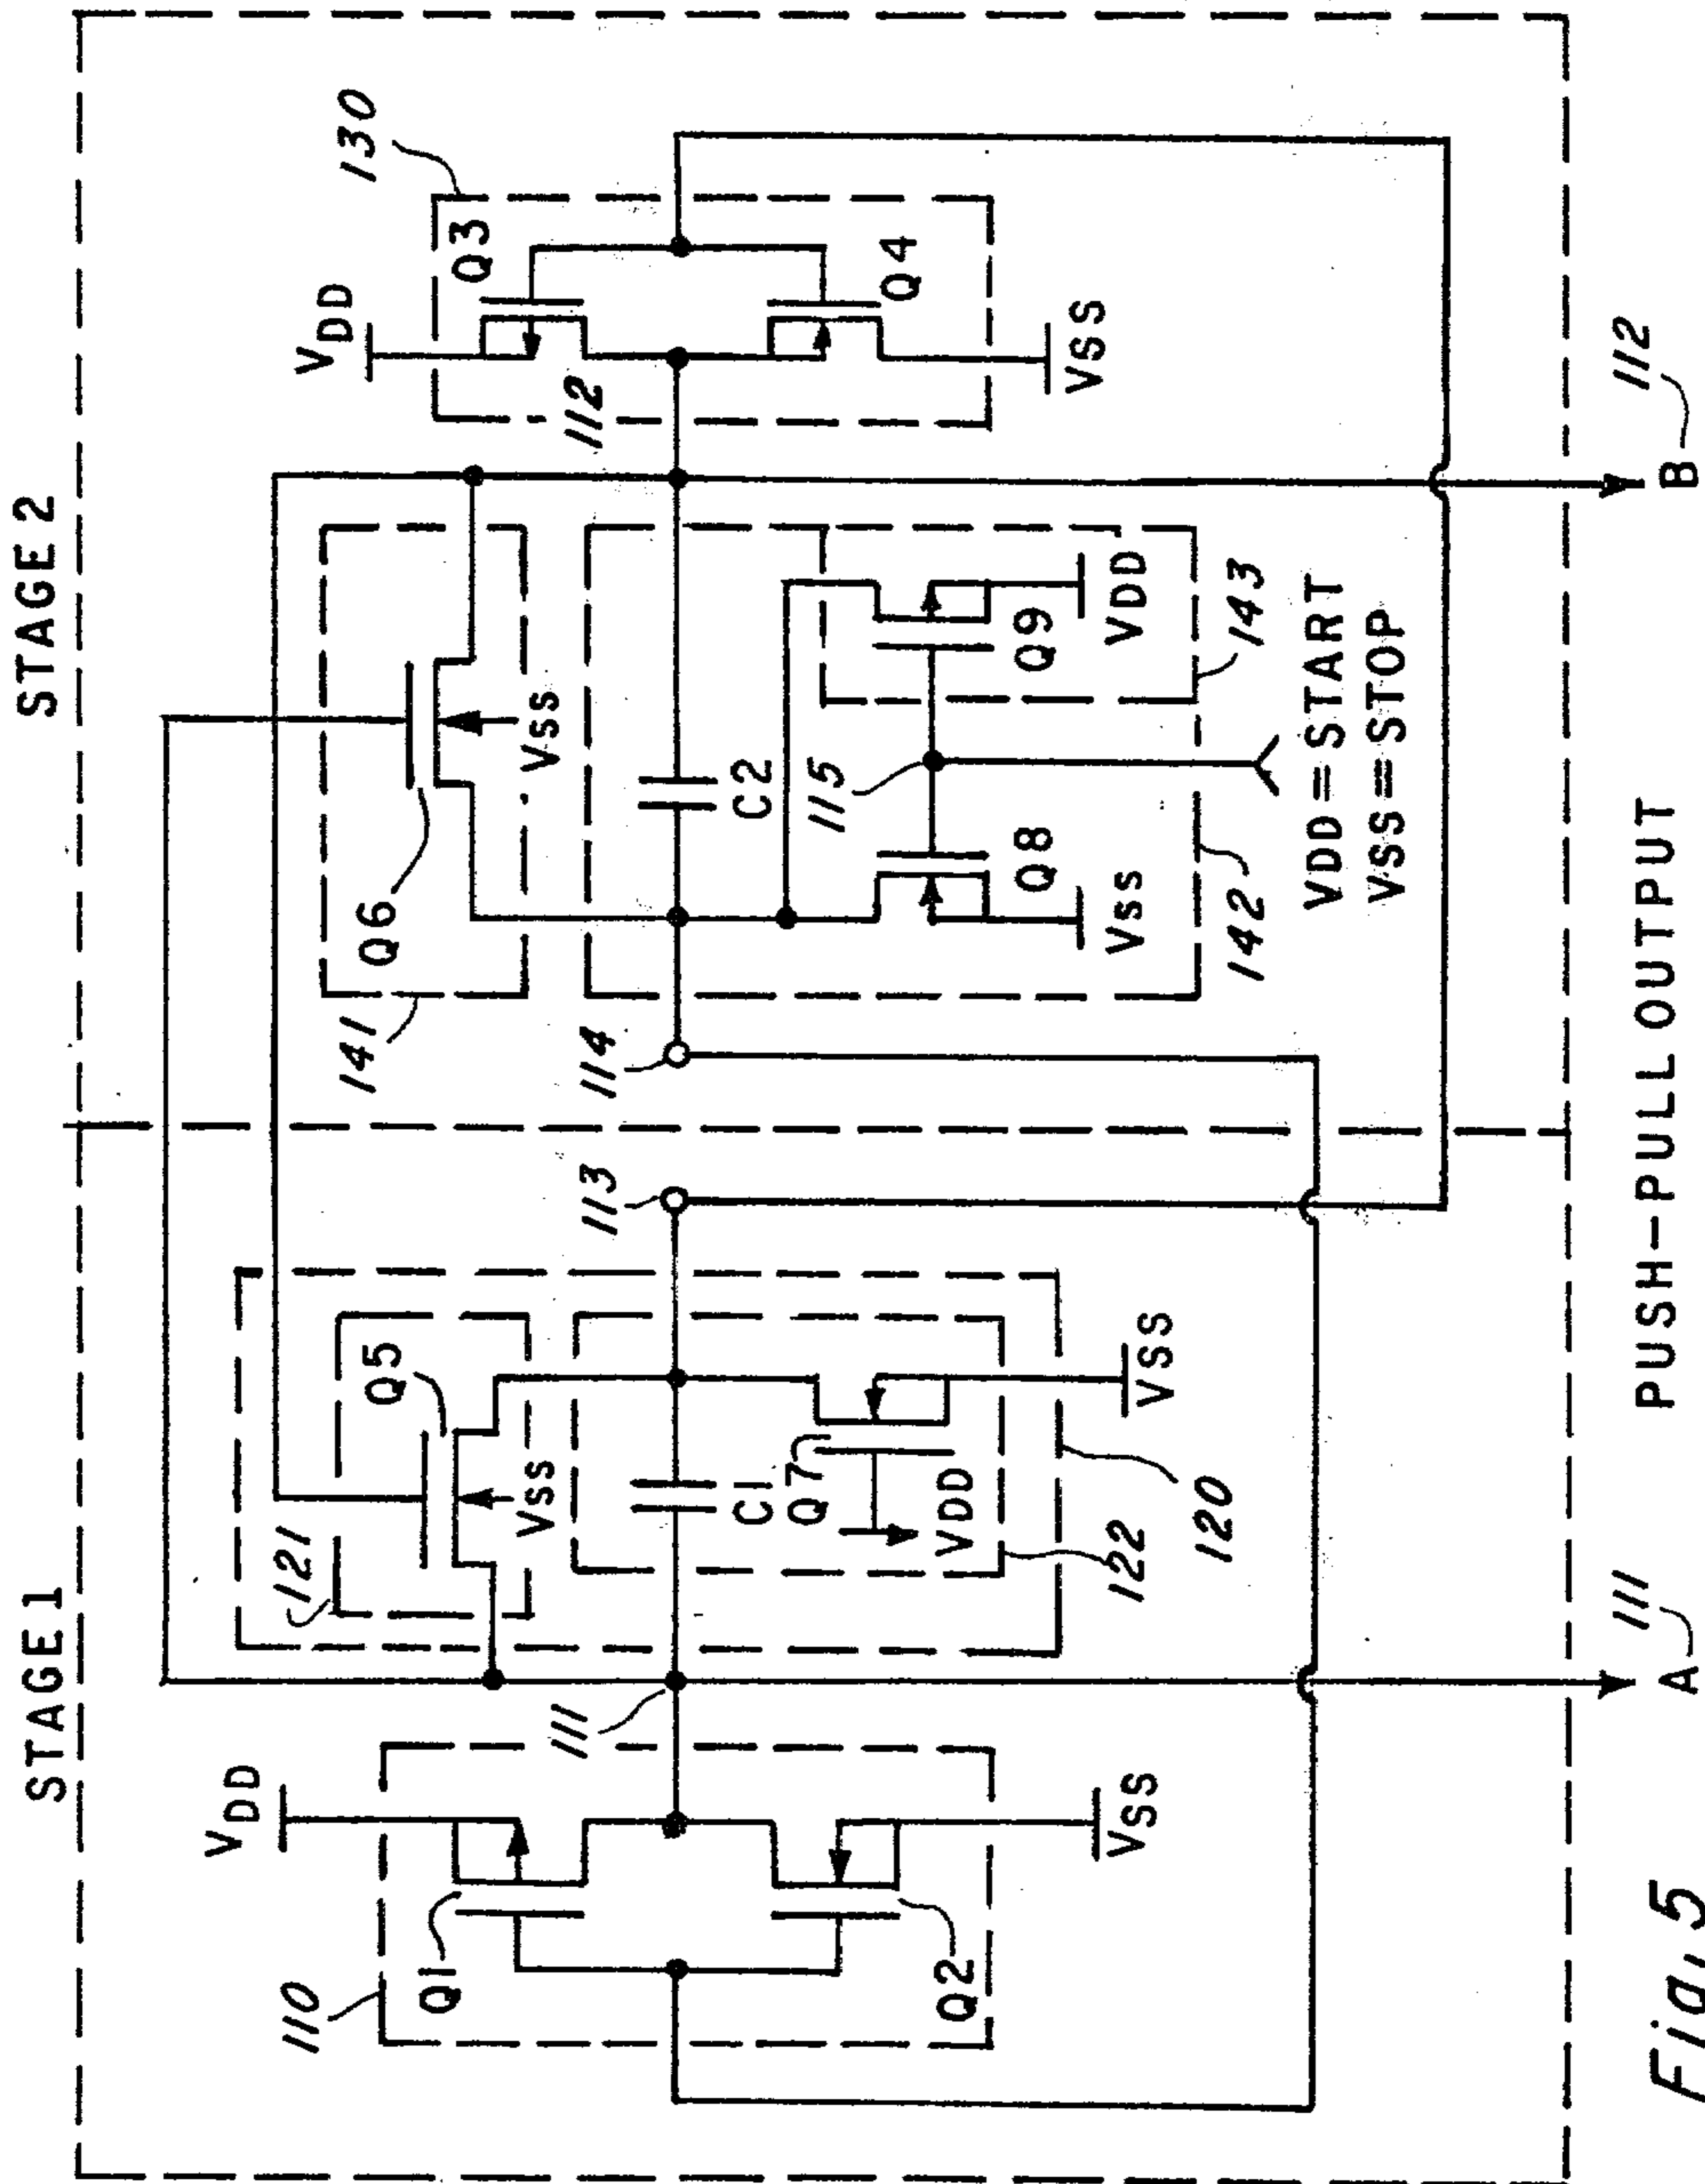 STAGE 1
STAGE 2
110
Q1
Q2
VDD
VSS
111
121
Q5
Vss
C1
Q7
VDD
VSS
122
120
113
114
141
Q6
Vss
C2
115
Q8
Vss
Q9
VDD
142
143
VDD = START
VSS = STOP
112
VDD
Q3
Q4
VSS
130
A 111
B 112
PUSH-PULL OUTPUT
Fig. 5